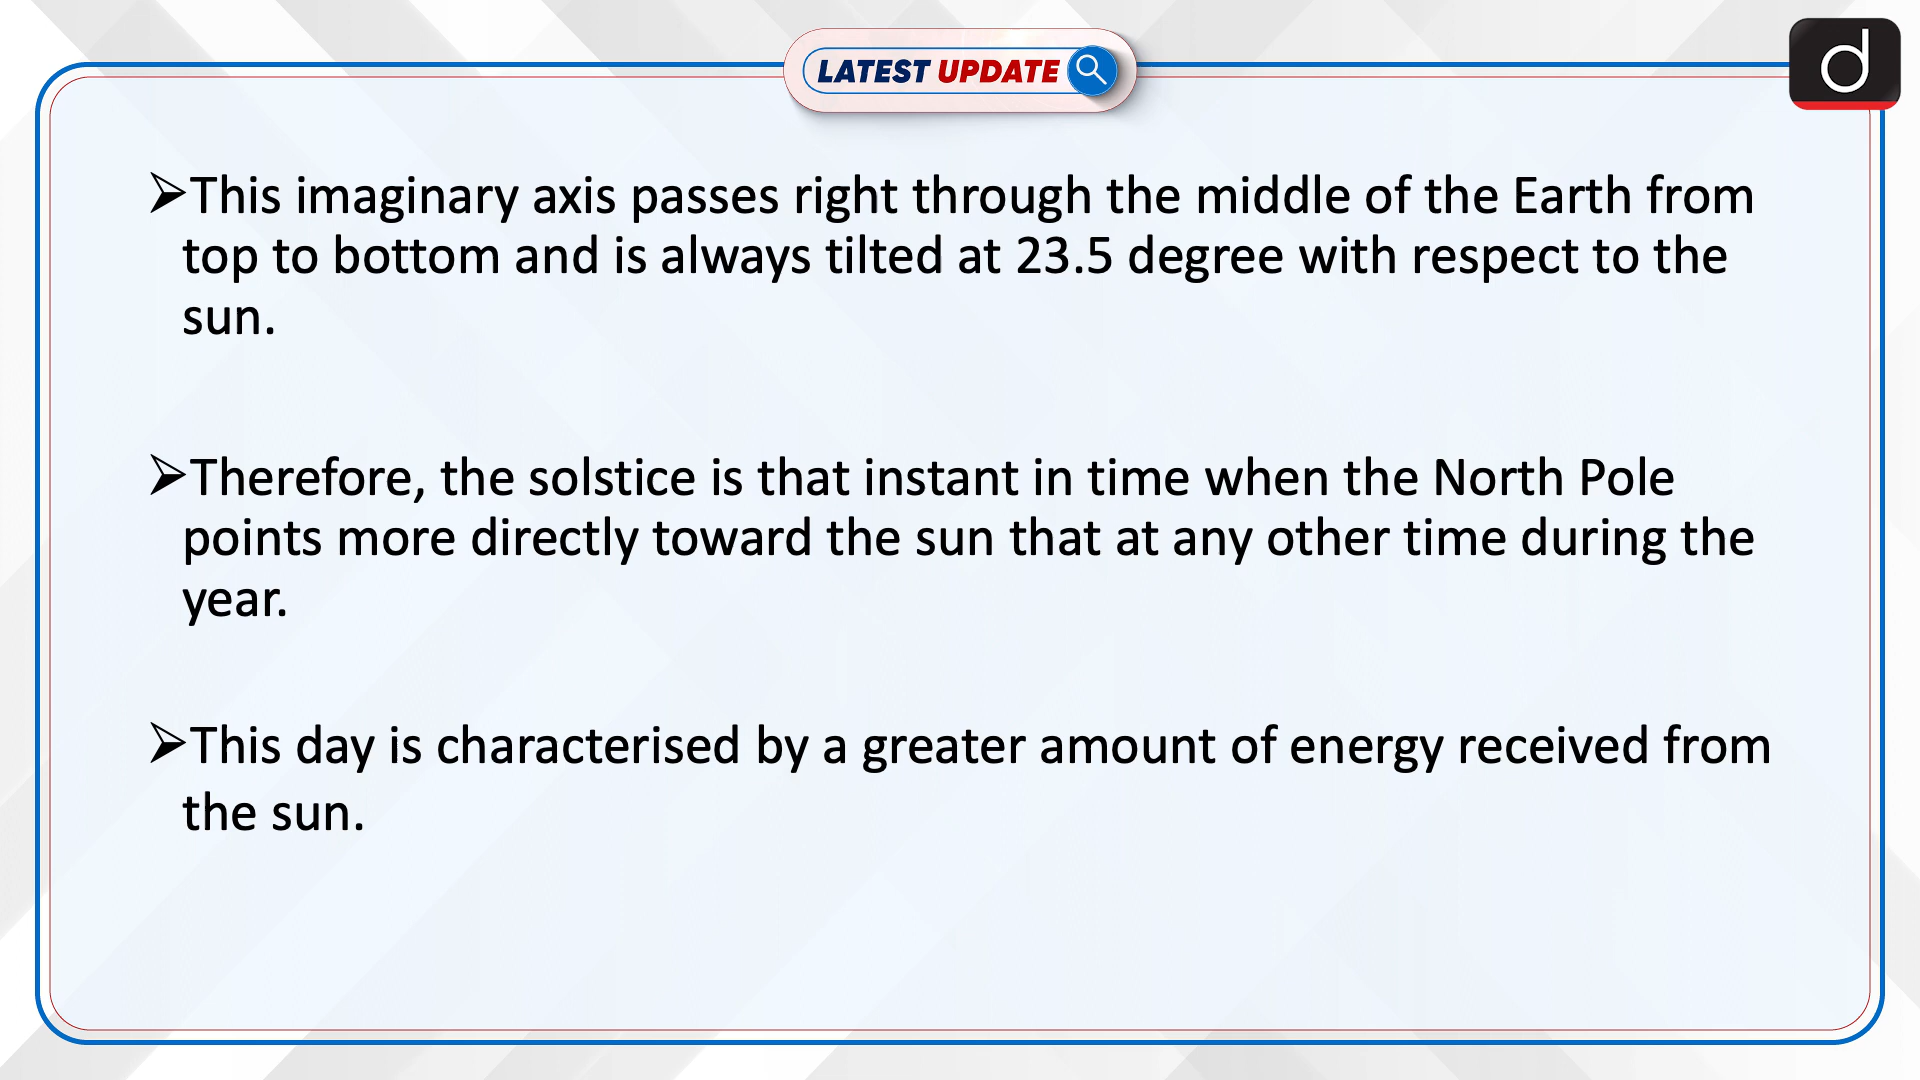 LATEST UPDATE
d
➢This imaginary axis passes right through the middle of the Earth from
top to bottom and is always tilted at 23.5 degree with respect to the
sun.
➢Therefore, the solstice is that instant in time when the North Pole
points more directly toward the sun that at any other time during the
year.
➢This day is characterised by a greater amount of energy received from
the sun.